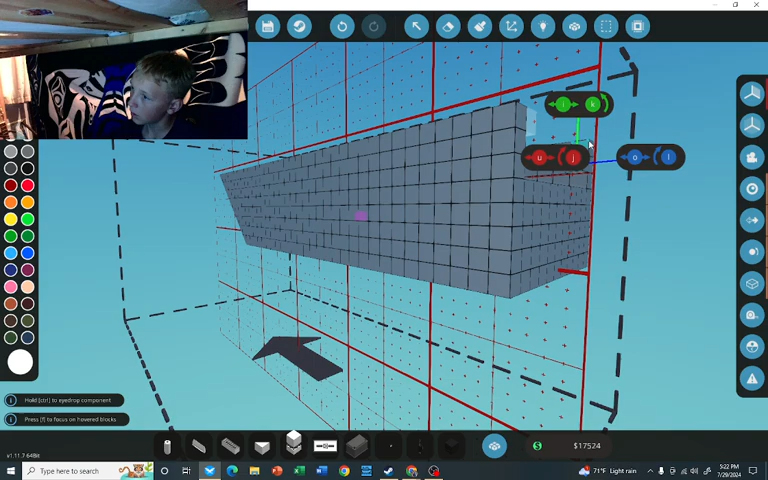 i k
u j
o l
Hold [ctrl] to eyedrop component
Press [f] to focus on hovered blocks
$ $17524
v1.11.7 64Bit
Type here to search
71°F Light rain
5:22 PM
7/29/2024